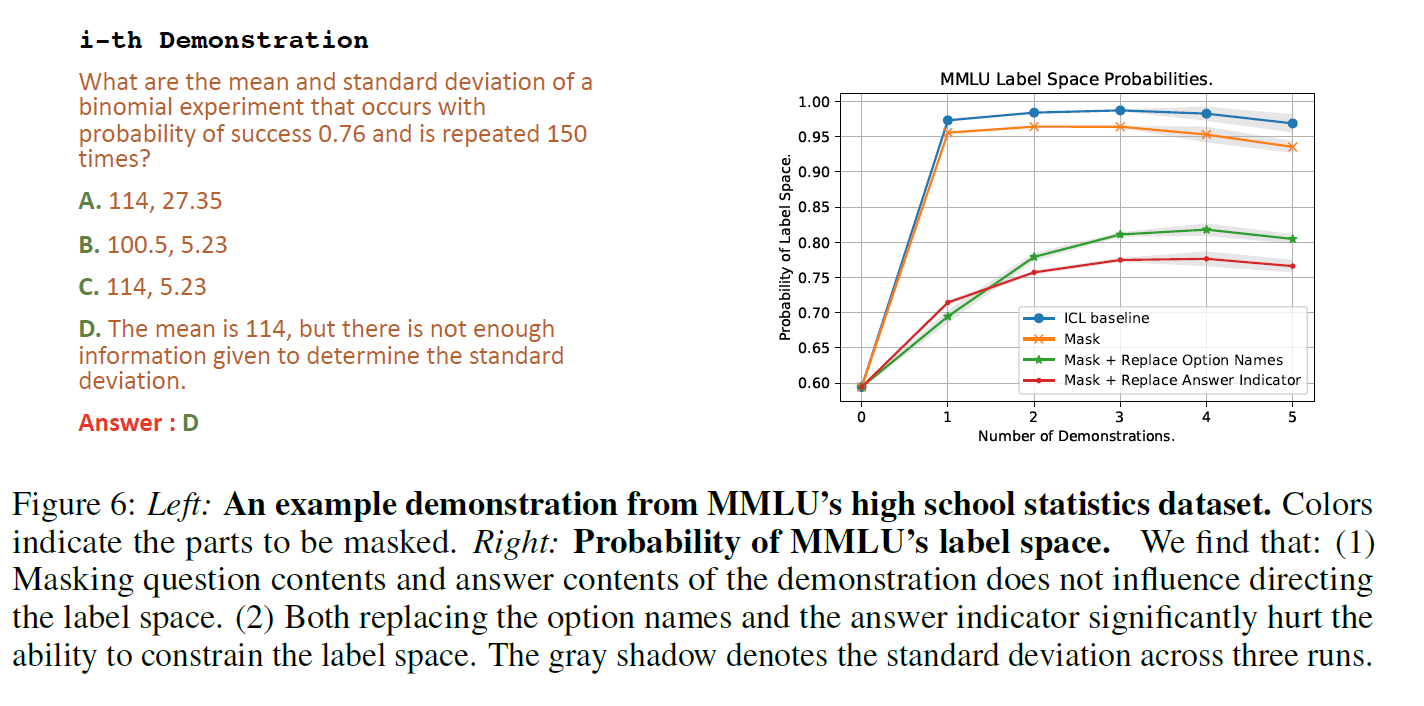 i-th Demonstration
What are the mean and standard deviation of a
binomial experiment that occurs with
probability of success 0.76 and is repeated 150
times?
A. 114, 27.35
B. 100.5, 5.23
C. 114, 5.23
D. The mean is 114, but there is not enough
information given to determine the standard
deviation.
Answer : D
MMLU Label Space Probabilities.
Probability of Label Space.
1.00
0.95
0.90
0.85
0.80
0.75
0.70
0.65
0.60
ICL baseline
Mask
Mask + Replace Option Names
Mask + Replace Answer Indicator
0 1 2 3 4 5
Number of Demonstrations.
Figure 6: Left: An example demonstration from MMLU's high school statistics dataset. Colors
indicate the parts to be masked. Right: Probability of MMLU's label space. We find that: (1)
Masking question contents and answer contents of the demonstration does not influence directing
the label space. (2) Both replacing the option names and the answer indicator significantly hurt the
ability to constrain the label space. The gray shadow denotes the standard deviation across three runs.